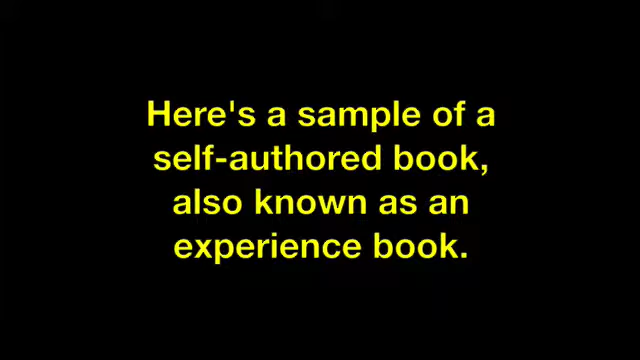 Here's a sample of a
self-authored book,
also known as an
experience book.